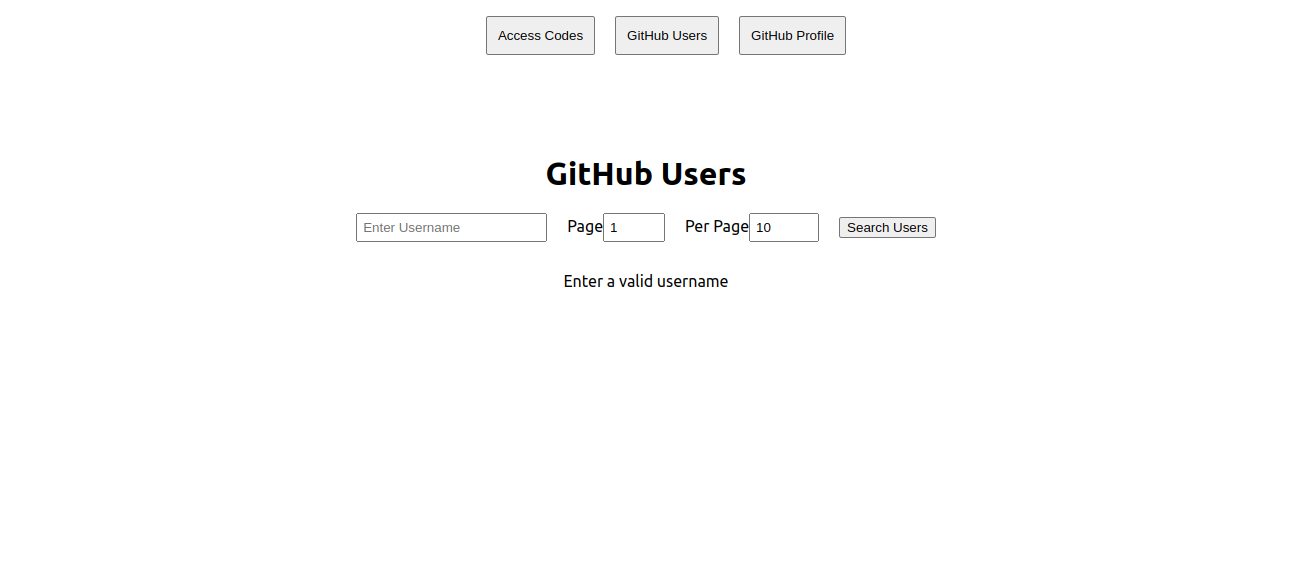 Access Codes GitHub Users GitHub Profile
GitHub Users
Enter Username Page 1 Per Page 10 Search Users
Enter a valid username